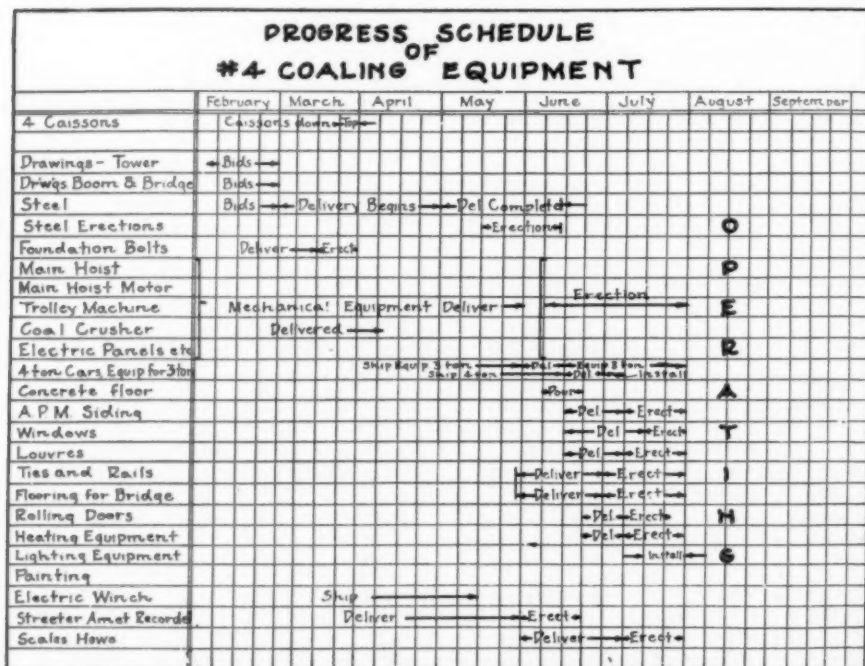 PROGRESS SCHEDULE
OF
#4 COALING EQUIPMENT
February March April May June July August September
4 Caissons Caissons down Top
Drawings - Tower Bids
Drwgs Boom & Bridge Bids
Steel Bids Delivery Begins Del Complete
Steel Erections Erection O
Foundation Bolts Deliver Erect
Main Hoist P
Main Hoist Motor Erection
Trolley Machine Mechanical Equipment Deliver E
Coal Crusher Delivered
Electric Panels etc R
4 ton Cars, Equip for 3 ton Ship Equip 3 ton Del Equip 3 ton
Ship 4 ton Del Install
Concrete floor Pour A
A.P.M. Siding Del Erect
Windows Del Erect T
Louvres Del Erect
Ties and Rails Deliver Erect I
Flooring for Bridge Deliver Erect
Rolling Doors Del Erect
Heating Equipment Del Erect
Lighting Equipment Install G
Painting
Electric Winch Ship
Streeter Amet Recorder Deliver Erect
Scales Howe Deliver Erect